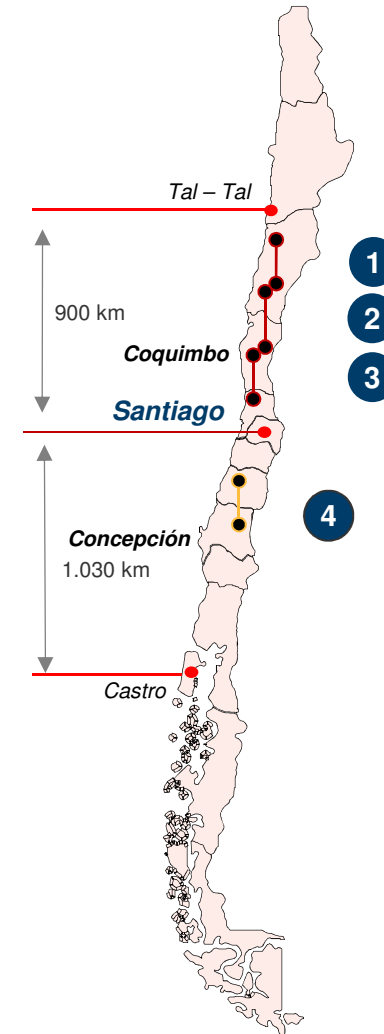 Tal – Tal
1
900 km
2
Coquimbo
3
Santiago
4
Concepción
1.030 km
Castro